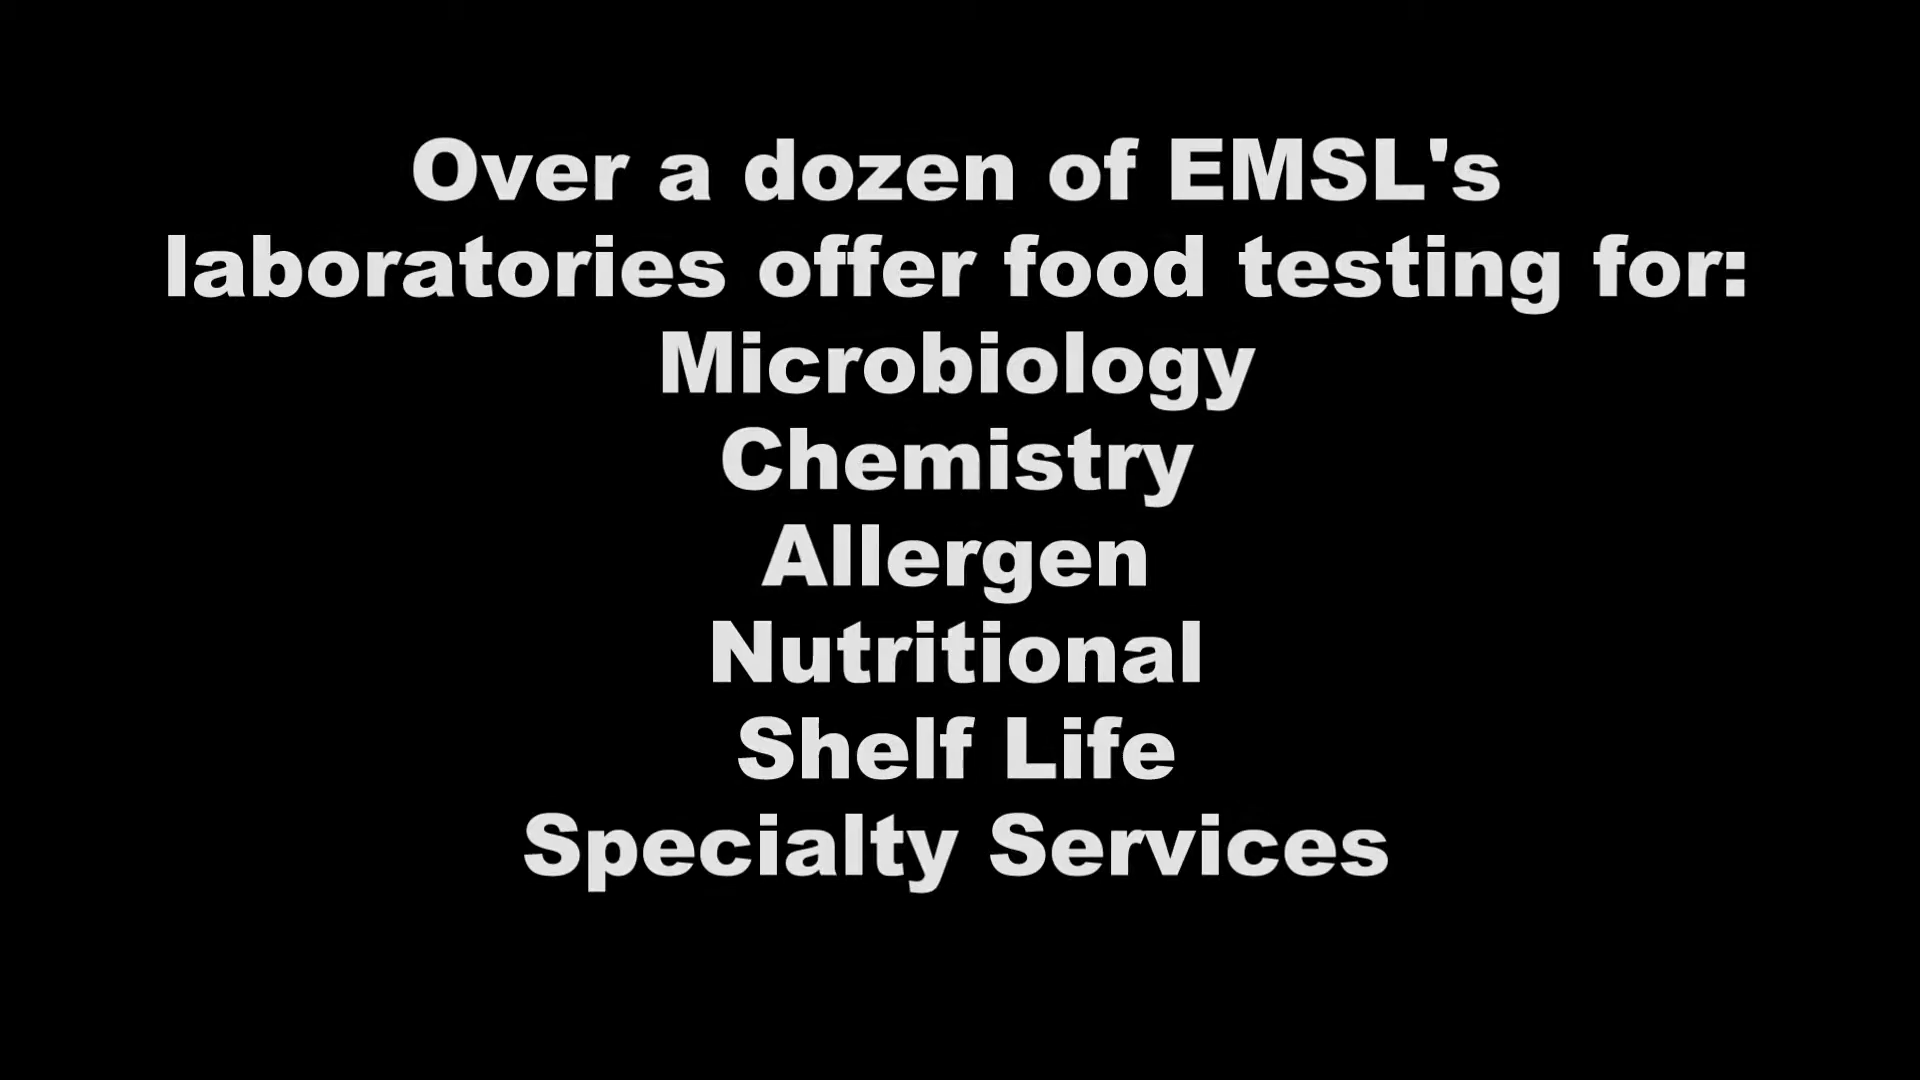 Over a dozen of EMSL's
laboratories offer food testing for:
Microbiology
Chemistry
Allergen
Nutritional
Shelf Life
Specialty Services